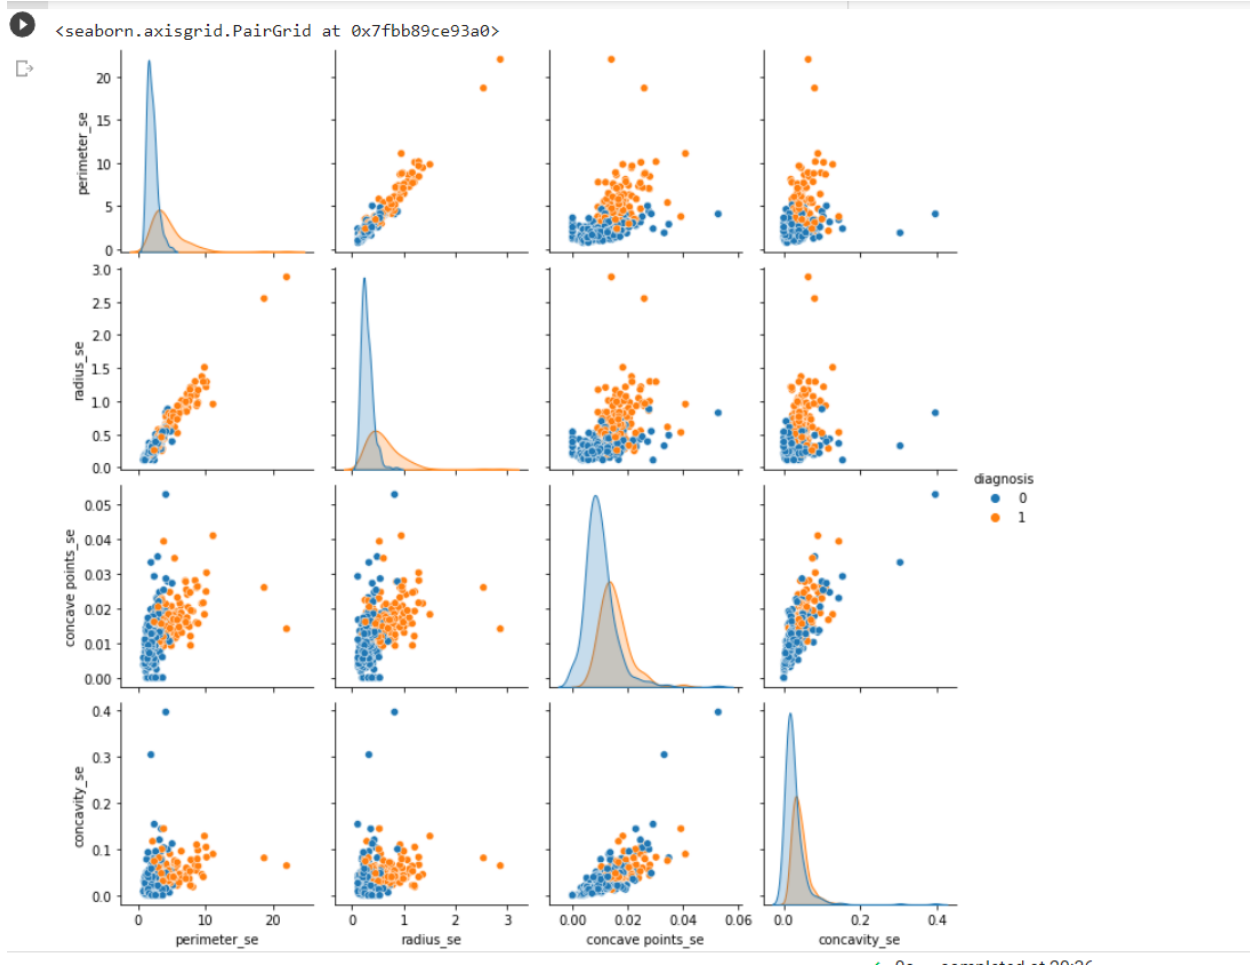 <seaborn.axisgrid.PairGrid at 0x7fbb89ce93a0>
perimeter_se
20
15
10
5
0
radius_se
3.0
2.5
2.0
1.5
1.0
0.5
0.0
diagnosis
0
1
concave points_se
0.05
0.04
0.03
0.02
0.01
0.00
concavity_se
0.4
0.3
0.2
0.1
0.0
0 10 20
0 1 2 3
0.00 0.02 0.04 0.06
0.0 0.2 0.4
perimeter_se
radius_se
concave points_se
concavity_se
completed at